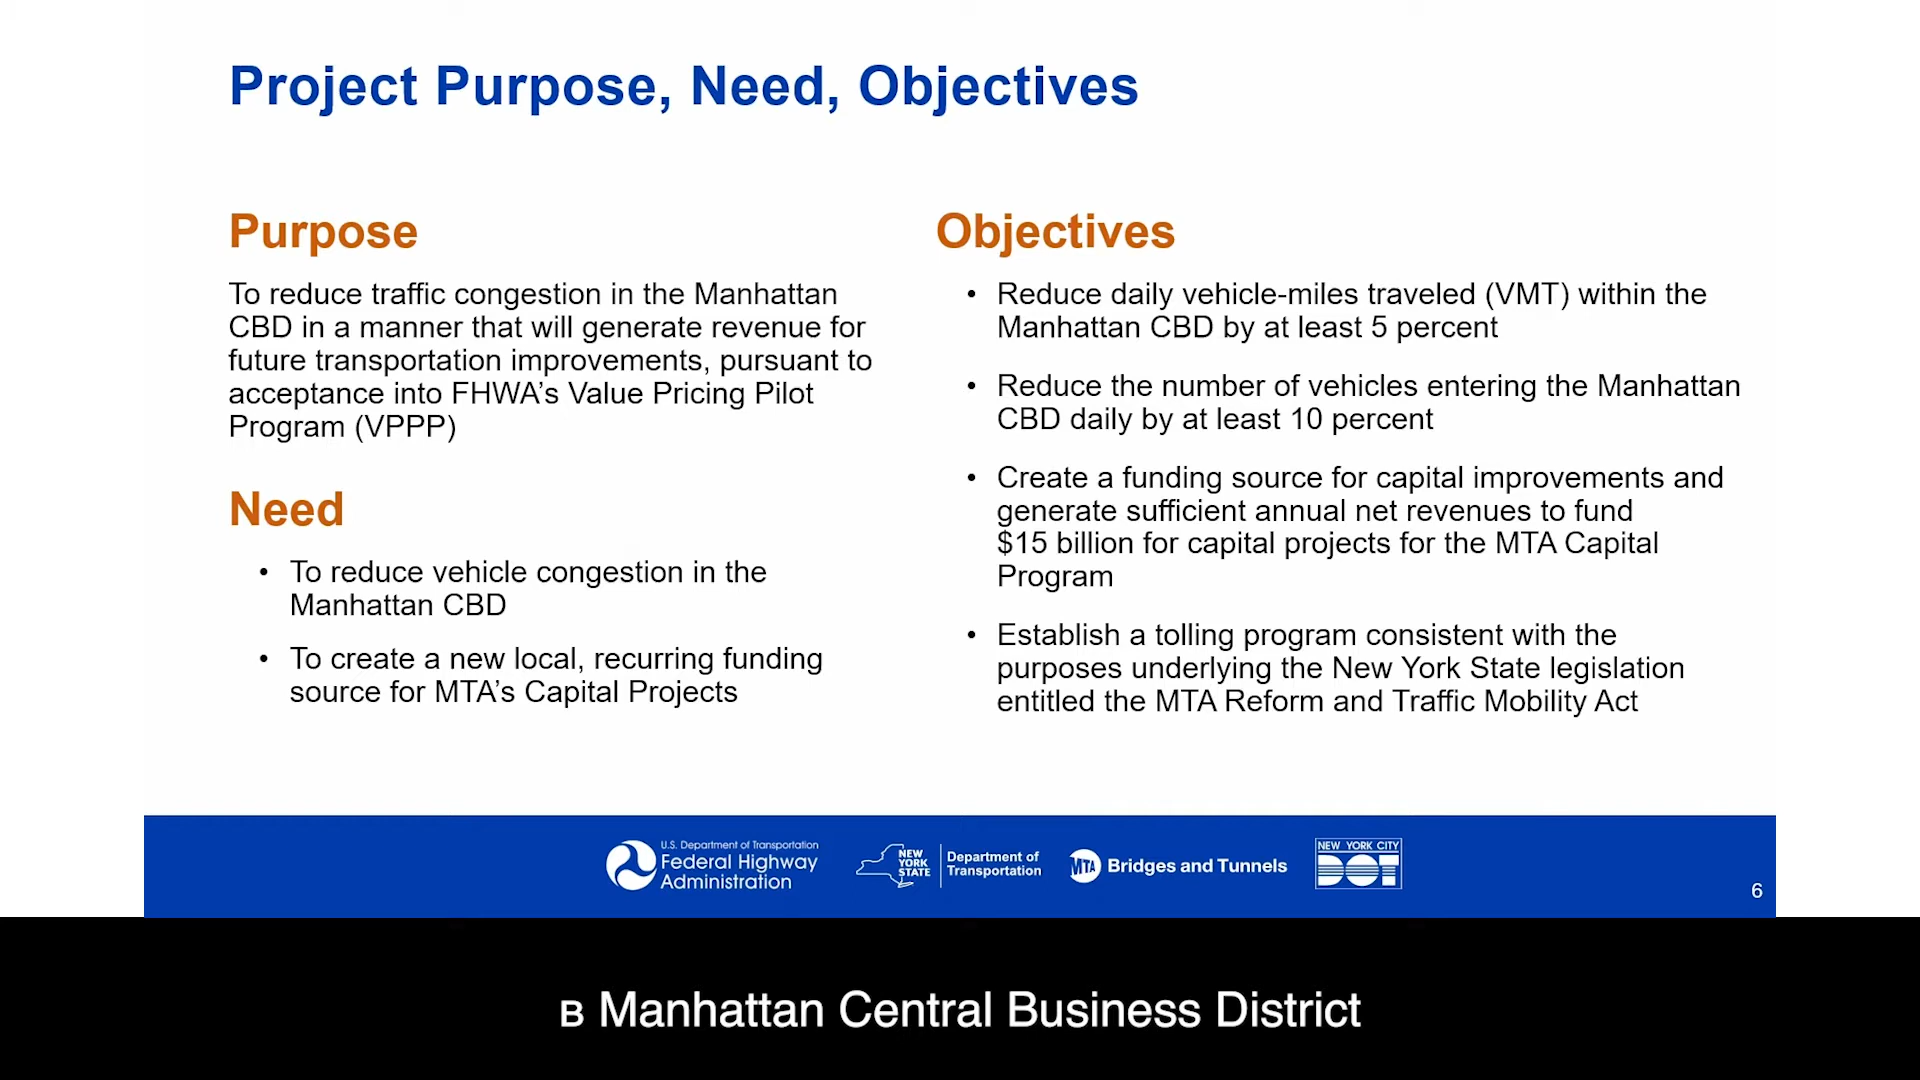 Project Purpose, Need, Objectives
Purpose
To reduce traffic congestion in the Manhattan
CBD in a manner that will generate revenue for
future transportation improvements, pursuant to
acceptance into FHWA’s Value Pricing Pilot
Program (VPPP)
Need
• To reduce vehicle congestion in the
Manhattan CBD
• To create a new local, recurring funding
source for MTA’s Capital Projects
Objectives
• Reduce daily vehicle-miles traveled (VMT) within the
Manhattan CBD by at least 5 percent
• Reduce the number of vehicles entering the Manhattan
CBD daily by at least 10 percent
• Create a funding source for capital improvements and
generate sufficient annual net revenues to fund
$15 billion for capital projects for the MTA Capital
Program
• Establish a tolling program consistent with the
purposes underlying the New York State legislation
entitled the MTA Reform and Traffic Mobility Act
U.S. Department of Transportation
Federal Highway
Administration
NEW
YORK
STATE
Department of
Transportation
MTA Bridges and Tunnels
NEW YORK CITY
DOT
6
в Manhattan Central Business District